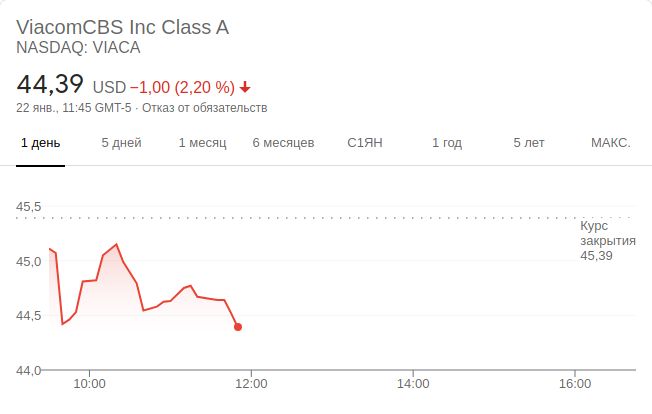 ViacomCBS Inc Class A
NASDAQ: VIACA
44,39 USD −1,00 (2,20 %)
22 янв., 11:45 GMT-5 · Отказ от обязательств
1 день 5 дней 1 месяц 6 месяцев С1ЯН 1 год 5 лет МАКС.
45,5
Курс
закрытия
45,39
45,0
44,5
44,0
10:00 12:00 14:00 16:00